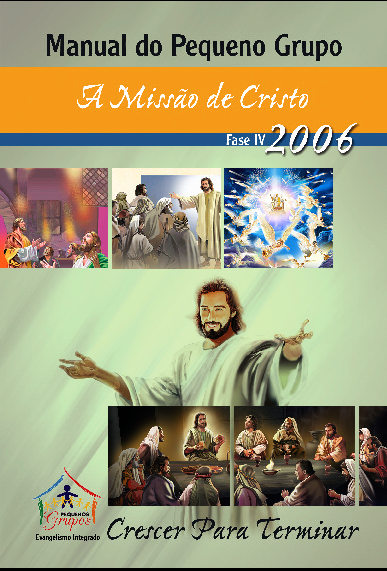 Manual do Pequeno Grupo
A Missão de Cristo
Fase IV 2006
PEQUENOS
Grupos
Evangelismo Integrado
Crescer Para Terminar